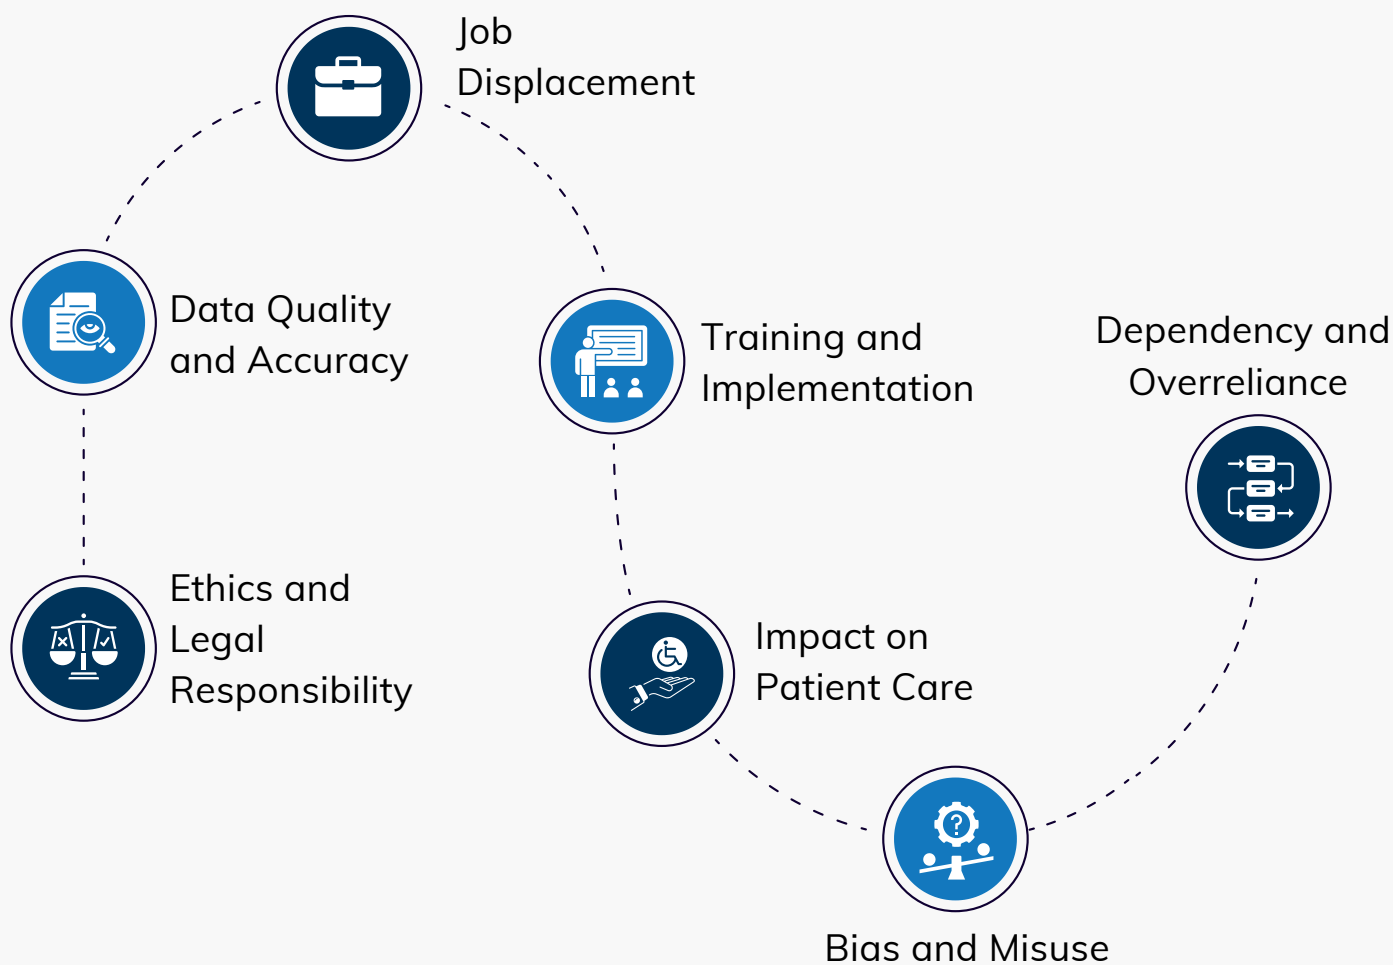 Job
Displacement
Data Quality
and Accuracy
Training and
Implementation
Dependency and
Overreliance
Ethics and
Legal
Responsibility
Impact on
Patient Care
?
Bias and Misuse